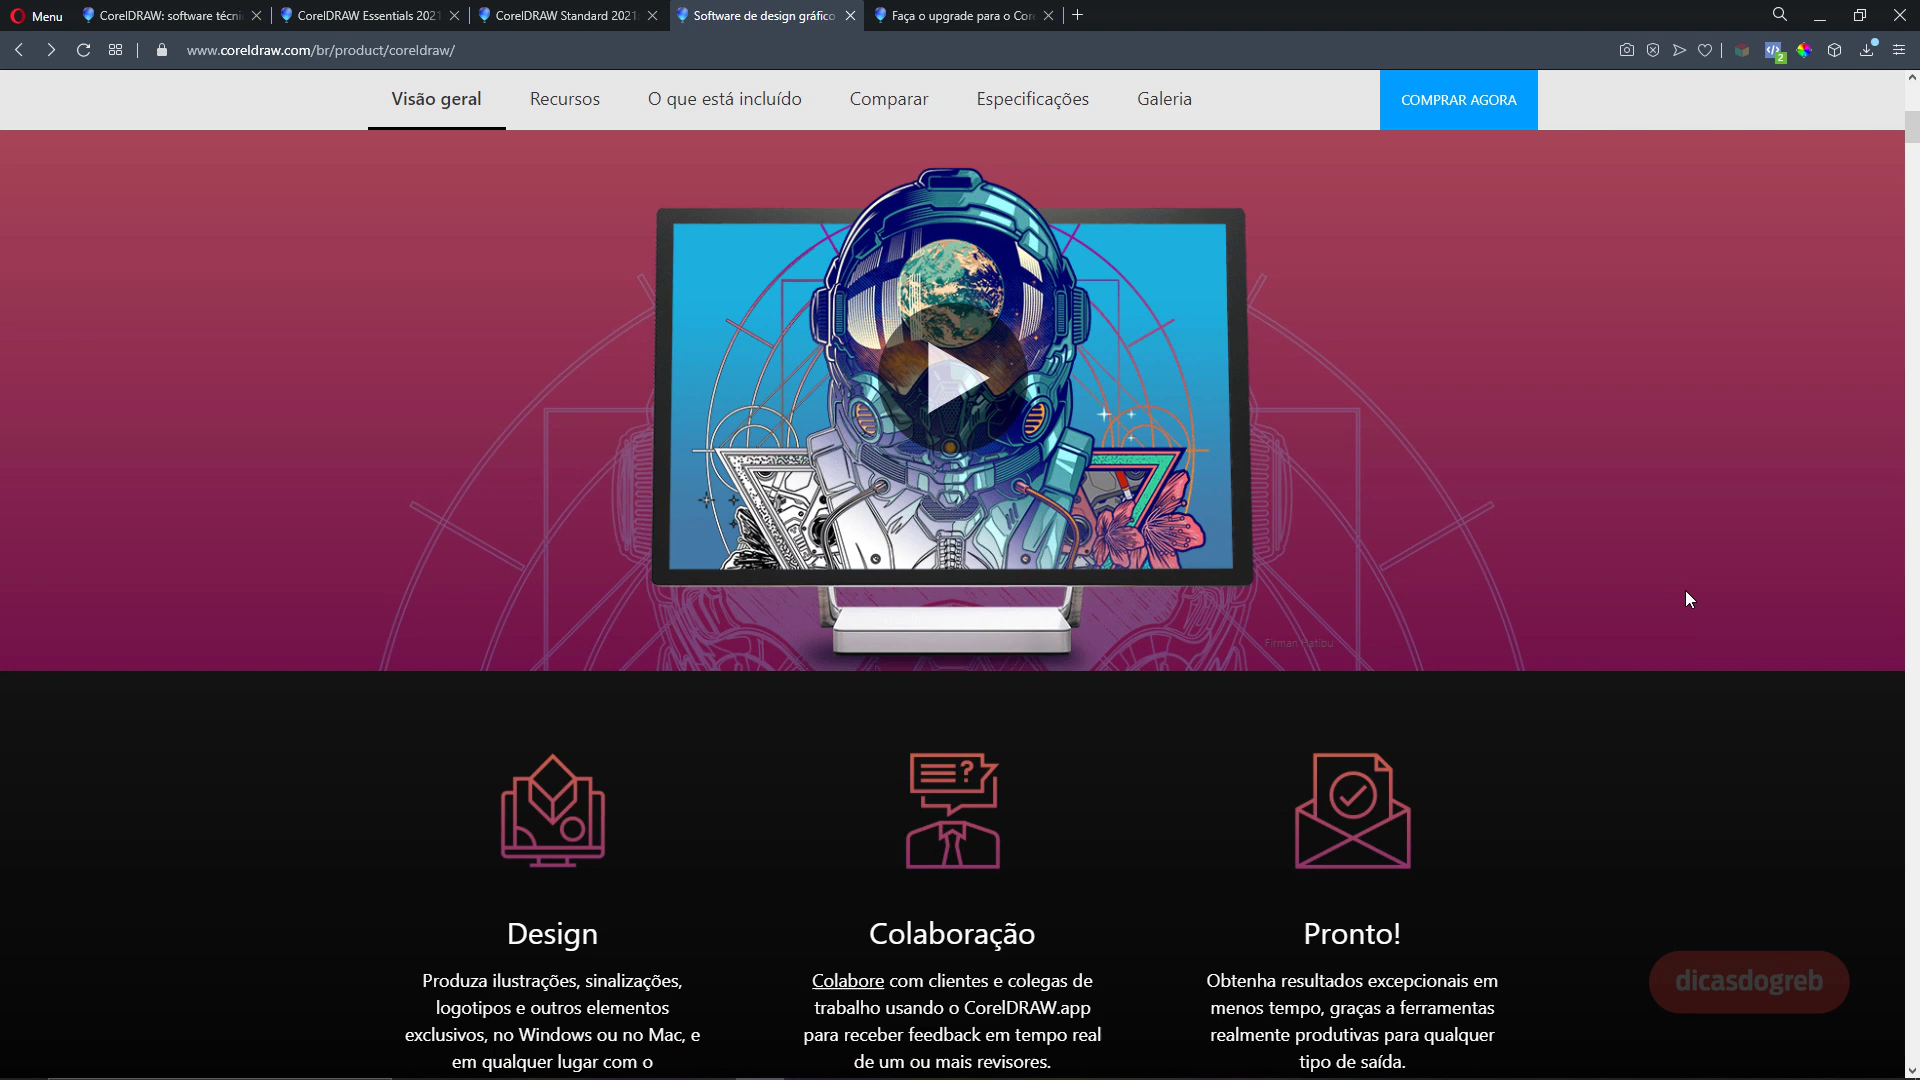 Menu
CorelDRAW: software técni
CorelDRAW Essentials 2021
CorelDRAW Standard 2021:
Software de design gráfico
Faça o upgrade para o Cor
www.coreldraw.com/br/product/coreldraw/
2
Visão geral
Recursos
O que está incluído
Comparar
Especificações
Galeria
COMPRAR AGORA
Firman Hatibu
?
Design
Colaboração
Pronto!
Produza ilustrações, sinalizações,
logotipos e outros elementos
exclusivos, no Windows ou no Mac, e
em qualquer lugar com o
Colabore com clientes e colegas de
trabalho usando o CorelDRAW.app
para receber feedback em tempo real
de um ou mais revisores.
Obtenha resultados excepcionais em
menos tempo, graças a ferramentas
realmente produtivas para qualquer
tipo de saída.
dicasdogreb